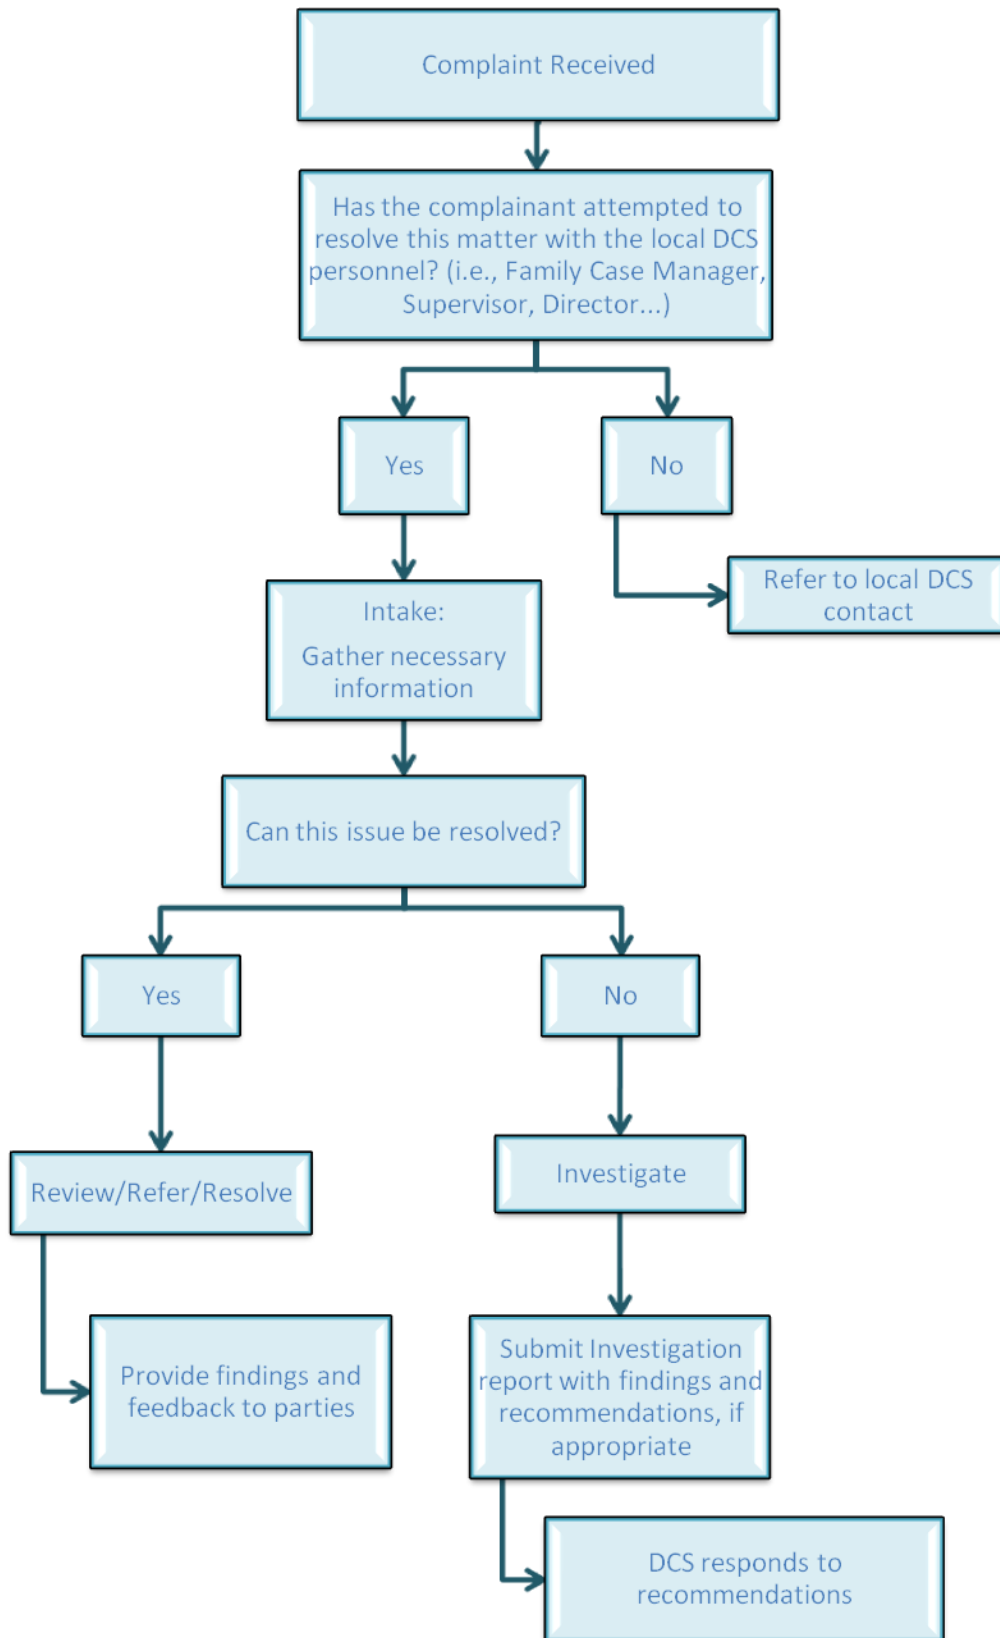 Complaint Received
Has the complainant attempted to
resolve this matter with the local DCS
personnel? (i.e., Family Case Manager,
Supervisor, Director...)
Yes
No
Refer to local DCS
contact
Intake:
Gather necessary
information
Can this issue be resolved?
Yes
No
Review/Refer/Resolve
Investigate
Provide findings and
feedback to parties
Submit Investigation
report with findings and
recommendations, if
appropriate
DCS responds to
recommendations